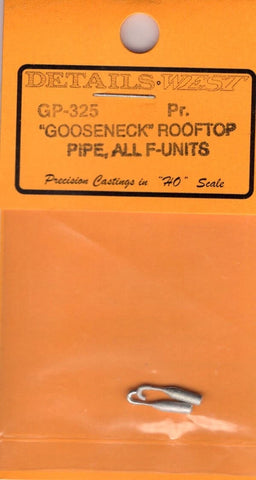 DETAILS • WEST
GP-325 Pr.
"GOOSENECK" ROOFTOP
PIPE, ALL F-UNITS
Precision Castings in "HO" Scale